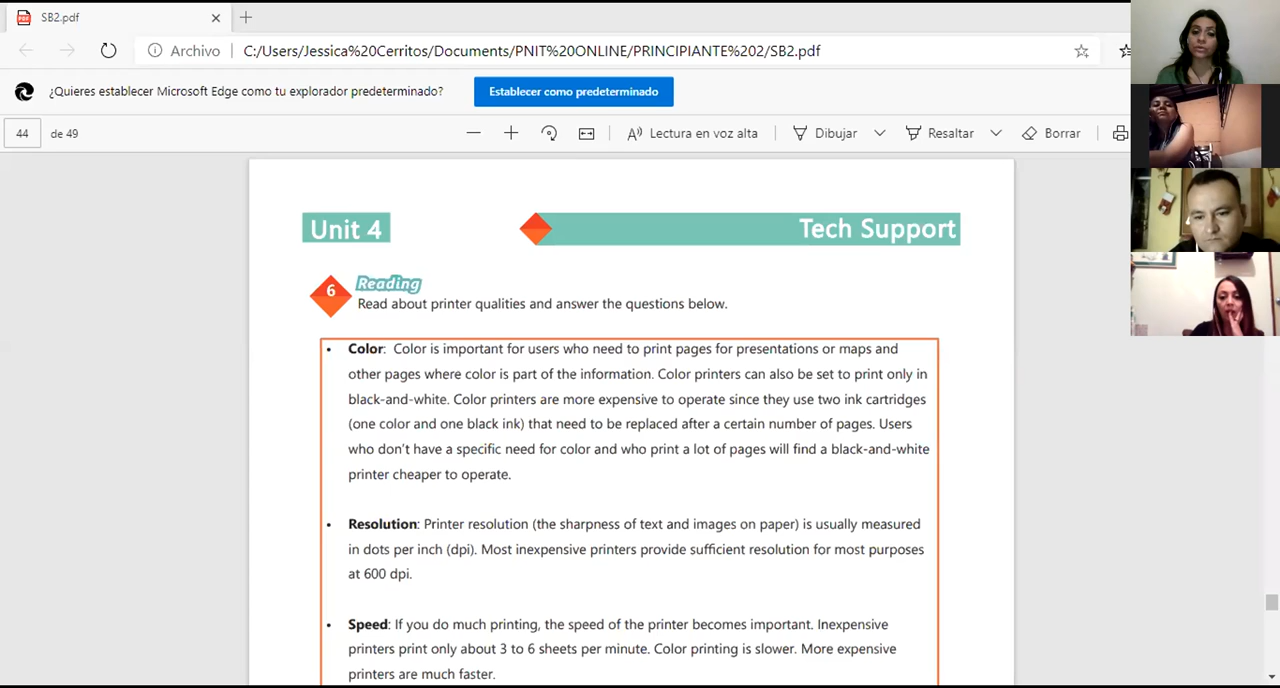 SB2.pdf
Archivo C:/Users/Jessica%20Cerritos/Documents/PNIT%20ONLINE/PRINCIPIANTE%202/SB2.pdf
¿Quieres establecer Microsoft Edge como tu explorador predeterminado? Establecer como predeterminado
44 de 49 Lectura en voz alta Dibujar Resaltar Borrar
Unit 4 Tech Support
6 Reading
Read about printer qualities and answer the questions below.
• Color: Color is important for users who need to print pages for presentations or maps and
other pages where color is part of the information. Color printers can also be set to print only in
black-and-white. Color printers are more expensive to operate since they use two ink cartridges
(one color and one black ink) that need to be replaced after a certain number of pages. Users
who don't have a specific need for color and who print a lot of pages will find a black-and-white
printer cheaper to operate.
• Resolution: Printer resolution (the sharpness of text and images on paper) is usually measured
in dots per inch (dpi). Most inexpensive printers provide sufficient resolution for most purposes
at 600 dpi.
• Speed: If you do much printing, the speed of the printer becomes important. Inexpensive
printers print only about 3 to 6 sheets per minute. Color printing is slower. More expensive
printers are much faster.